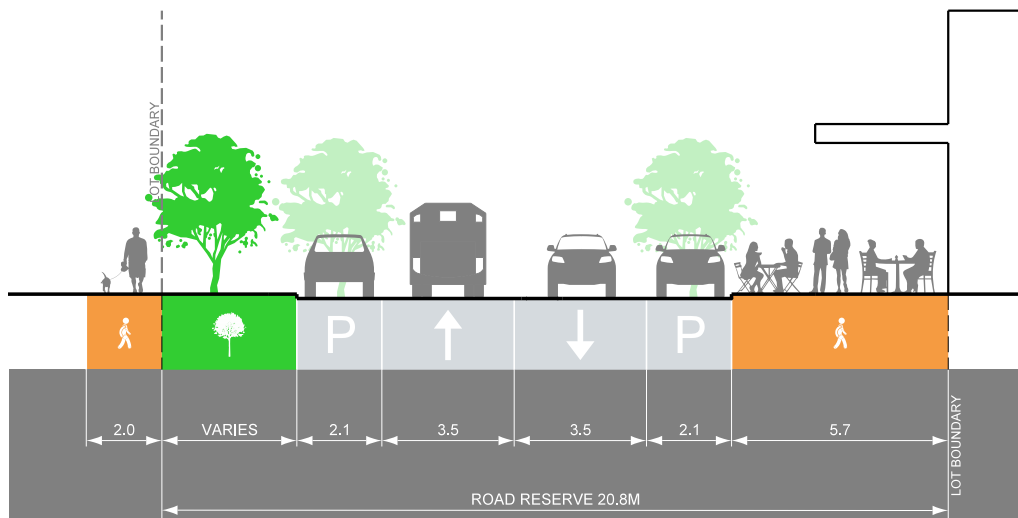 LOT BOUNDARY
P
P
2.0
VARIES
2.1
3.5
3.5
2.1
5.7
LOT BOUNDARY
ROAD RESERVE 20.8M